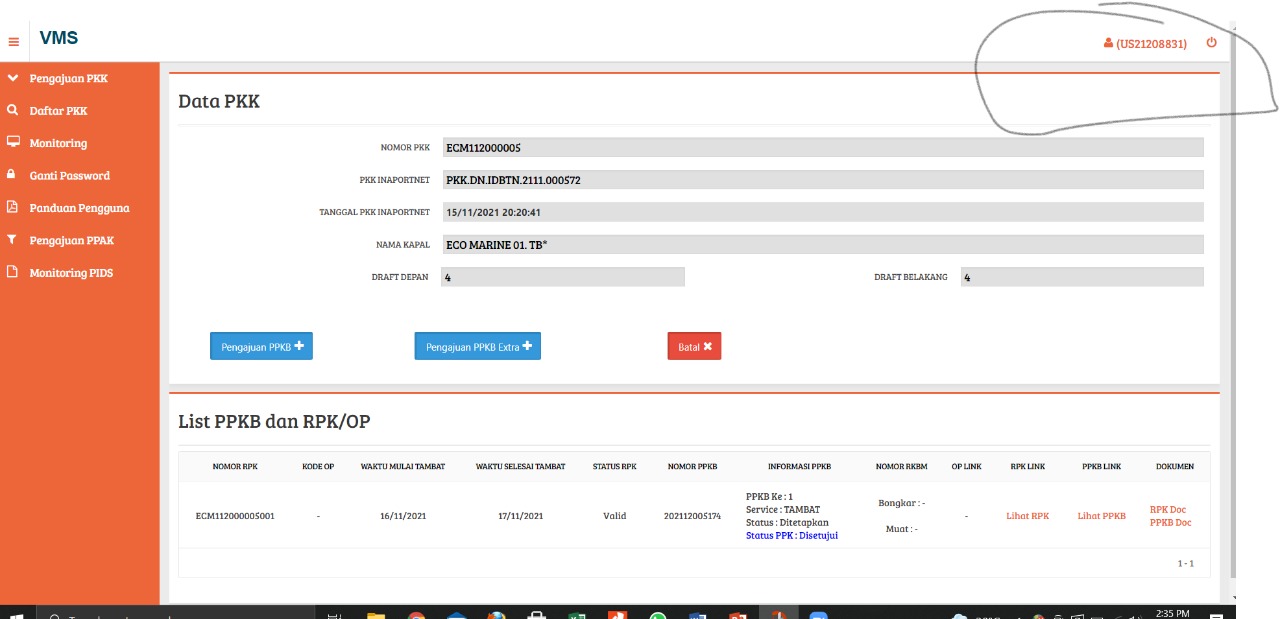 VMS
(US21208831)
Pengajuan PKK
Daftar PKK
Monitoring
Ganti Password
Panduan Pengguna
Pengajuan PPAK
Monitoring PIDS
Data PKK
NOMOR PKK ECM112000005
PKK INAPORTNET PKK.DN.IDBTN.2111.000572
TANGGAL PKK INAPORTNET 15/11/2021 20:20:41
NAMA KAPAL ECO MARINE 01. TB*
DRAFT DEPAN 4 DRAFT BELAKANG 4
Pengajuan PPKB Pengajuan PPKB Extra Batal
List PPKB dan RPK/OP
NOMOR RPK KODE OP WAKTU MULAI TAMBAT WAKTU SELESAI TAMBAT STATUS RPK NOMOR PPKB INFORMASI PPKB NOMOR RKBM OP LINK RPK LINK PPKB LINK DOKUMEN
ECM112000005001 - 16/11/2021 17/11/2021 Valid 202112005174
PPKB Ke : 1
Service : TAMBAT
Status : Ditetapkan
Status PPK : Disetujui
Bongkar : -
Muat : -
- Lihat RPK Lihat PPKB
RPK Doc
PPKB Doc
1 - 1
2:35 PM